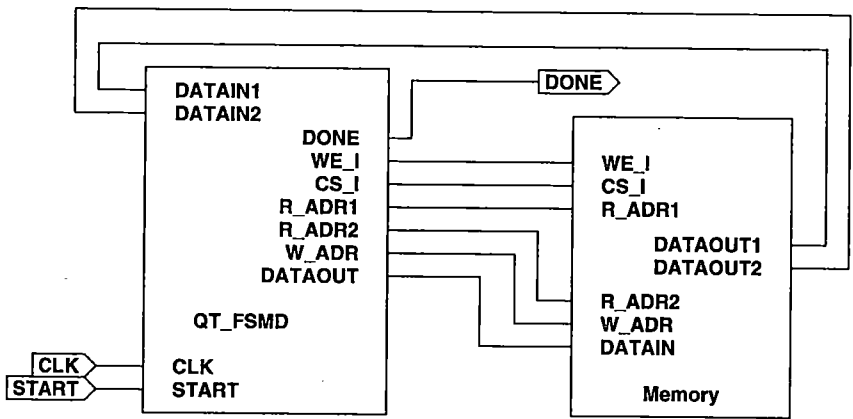 DATAIN1
DATAIN2
DONE
WE_I
CS_I
R_ADR1
R_ADR2
W_ADR
DATAOUT
QT_FSMD
CLK
START
CLK
START
DONE
WE_I
CS_I
R_ADR1
DATAOUT1
DATAOUT2
R_ADR2
W_ADR
DATAIN
Memory